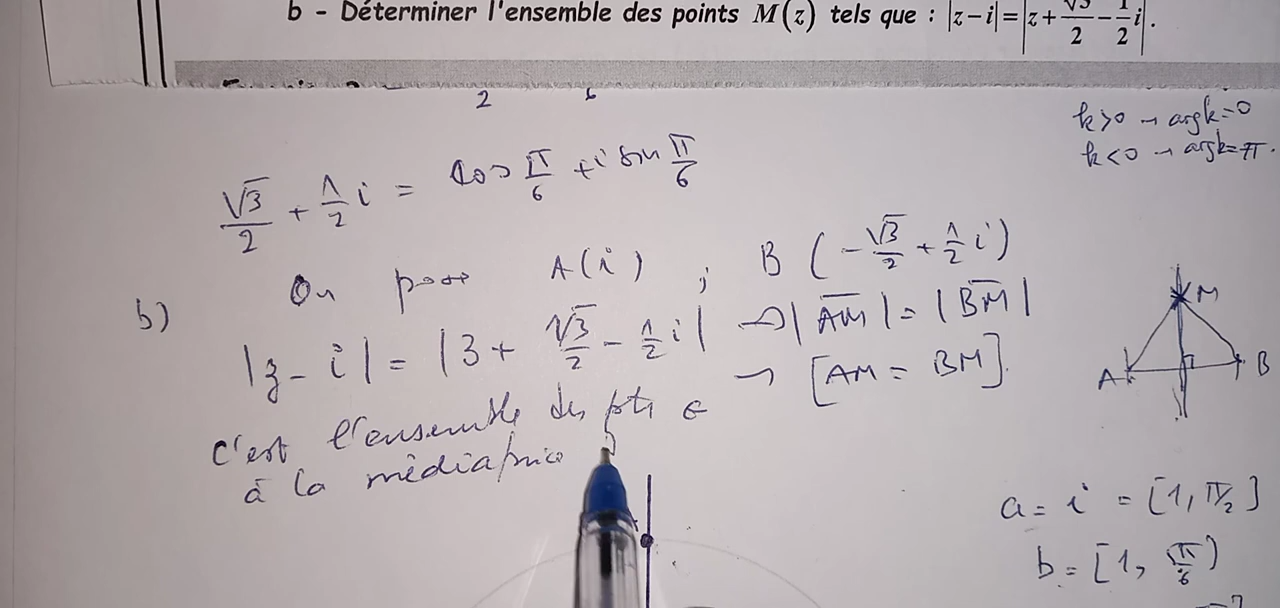 b - Déterminer l'ensemble des points M(z) tels que : |z-i|=|z+√3/2-1/2i|.
2 6
k>0 → arg k=0
k<0 → arg k=π.
√3/2 + 1/2 i = cos π/6 + i sin π/6
b) On pose A(i) ; B(-√3/2 + 1/2 i)
|z-i| = |z + √3/2 - 1/2 i| → |AM| = |BM|
→ [AM = BM].
M
A B
c'est l'ensemble des pts ∈
à la médiatrice
a = i = [1, π/2]
b = [1, π/6)